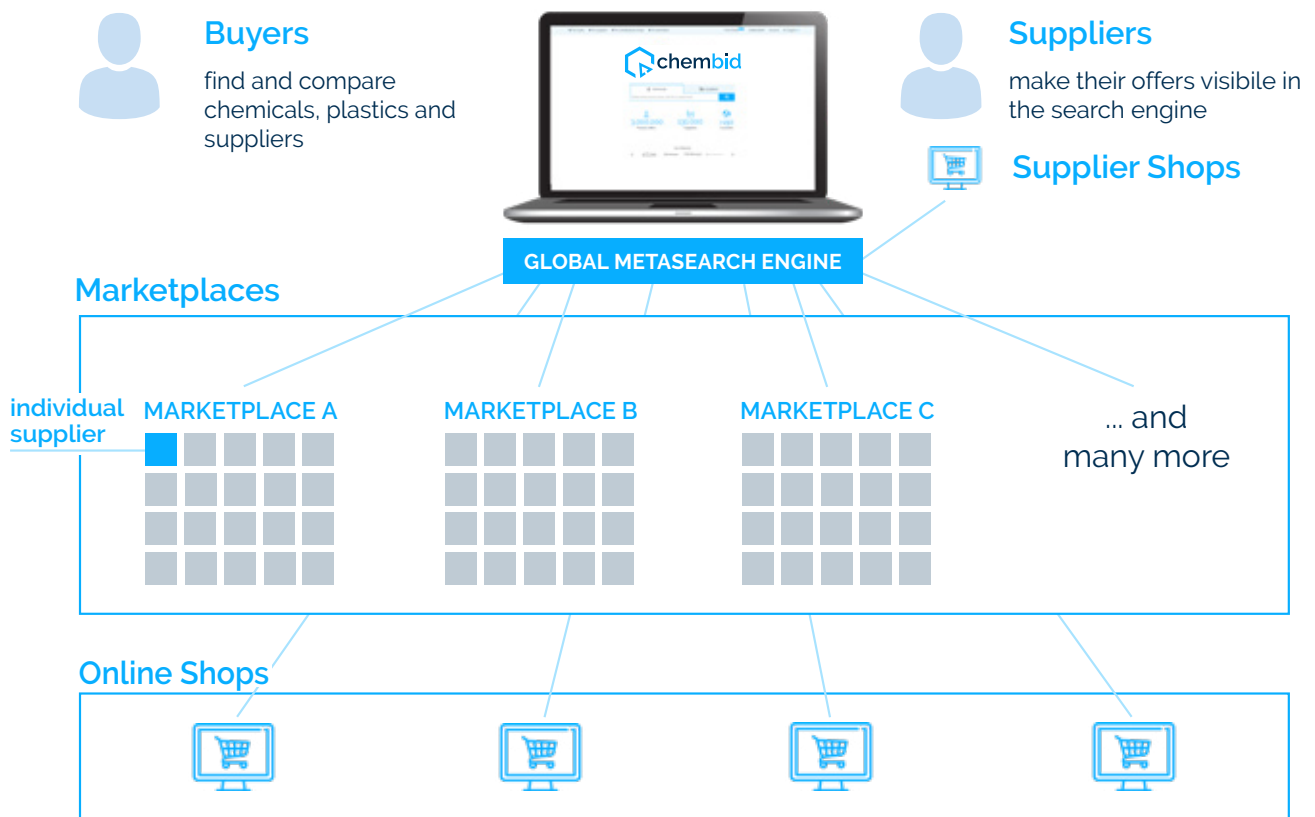 Buyers
find and compare
chemicals, plastics and
suppliers
chembid
Suppliers
make their offers visibile in
the search engine
Supplier Shops
GLOBAL METASEARCH ENGINE
Marketplaces
individual
supplier
MARKETPLACE A
MARKETPLACE B
MARKETPLACE C
... and
many more
Online Shops